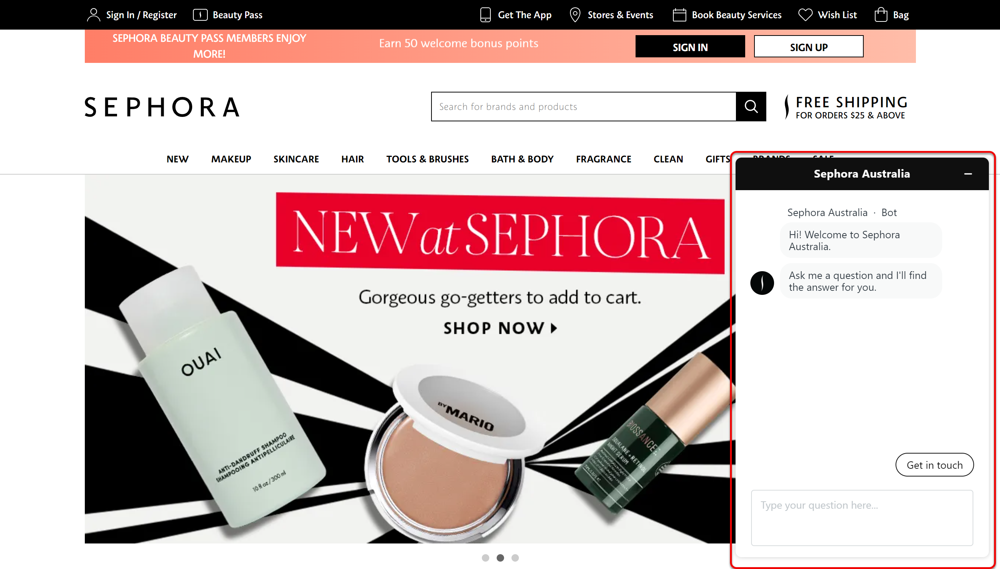 Sign In / Register
Beauty Pass
Get The App
Stores & Events
Book Beauty Services
Wish List
Bag
SEPHORA BEAUTY PASS MEMBERS ENJOY
MORE!
Earn 50 welcome bonus points
SIGN IN
SIGN UP
SEPHORA
Search for brands and products
FREE SHIPPING
FOR ORDERS $25 & ABOVE
NEW
MAKEUP
SKINCARE
HAIR
TOOLS & BRUSHES
BATH & BODY
FRAGRANCE
CLEAN
GIFTS
BRANDS
SALE
NEW at SEPHORA
Gorgeous go-getters to add to cart.
SHOP NOW
OUAI
ANTI-DANDRUFF SHAMPOO
SHAMPOOING ANTIPELLICULAIRE
10 fl oz/300 ml
BY MARIO
BIOSSANCE
SQUALANE + RETINOL
NIGHT SERUM
Sephora Australia
Sephora Australia · Bot
Hi! Welcome to Sephora
Australia.
Ask me a question and I'll find
the answer for you.
Get in touch
Type your question here...